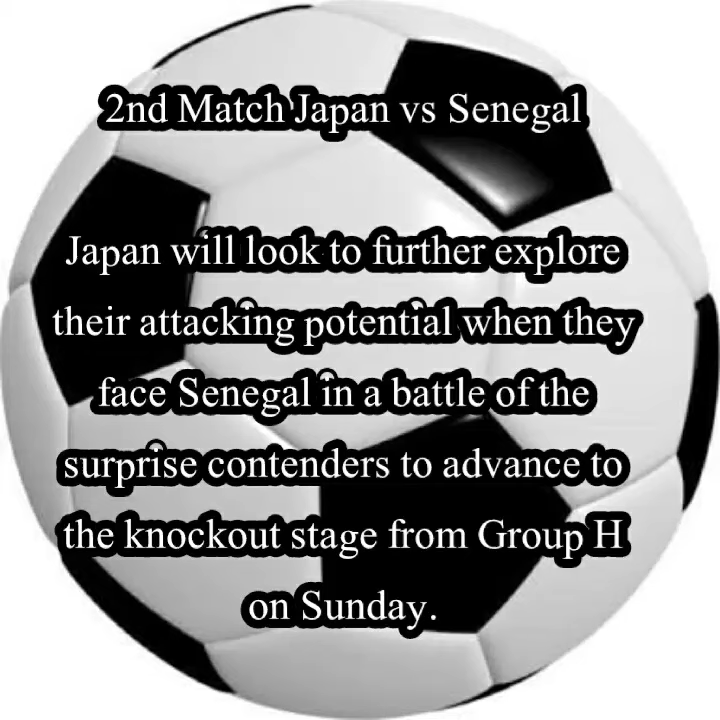 2nd Match Japan vs Senegal
Japan will look to further explore
their attacking potential when they
face Senegal in a battle of the
surprise contenders to advance to
the knockout stage from Group H
on Sunday.